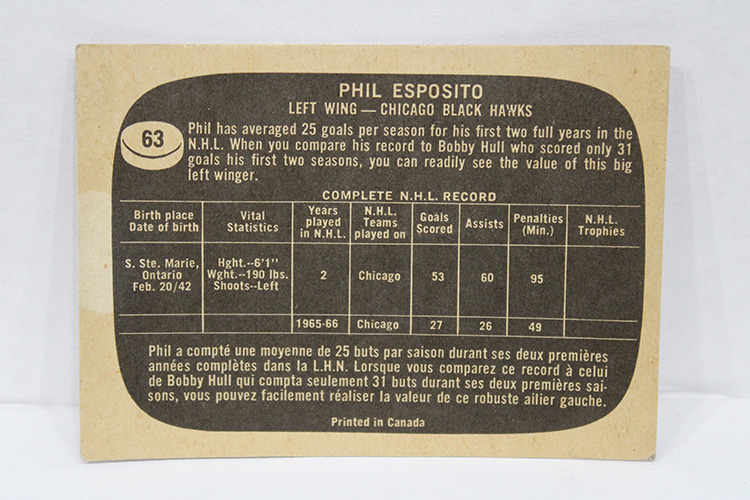 PHIL ESPOSITO
LEFT WING — CHICAGO BLACK HAWKS
63
Phil has averaged 25 goals per season for his first two full years in the
N.H.L. When you compare his record to Bobby Hull who scored only 31
goals his first two seasons, you can readily see the value of this big
left winger.
COMPLETE N.H.L. RECORD
Birth place Date of birth | Vital Statistics | Years played in N.H.L. | N.H.L. Teams played on | Goals Scored | Assists | Penalties (Min.) | N.H.L. Trophies
S. Ste. Marie, Ontario Feb. 20/42 | Hght.--6'1" Wght.--190 lbs. Shoots--Left | 2 | Chicago | 53 | 60 | 95
1965-66 | Chicago | 27 | 26 | 49
Phil a compté une moyenne de 25 buts par saison durant ses deux premières
années complètes dans la L.H.N. Lorsque vous comparez ce record à celui
de Bobby Hull qui compta seulement 31 buts durant ses deux premières sai-
sons, vous pouvez facilement réaliser la valeur de ce robuste ailier gauche.
Printed in Canada